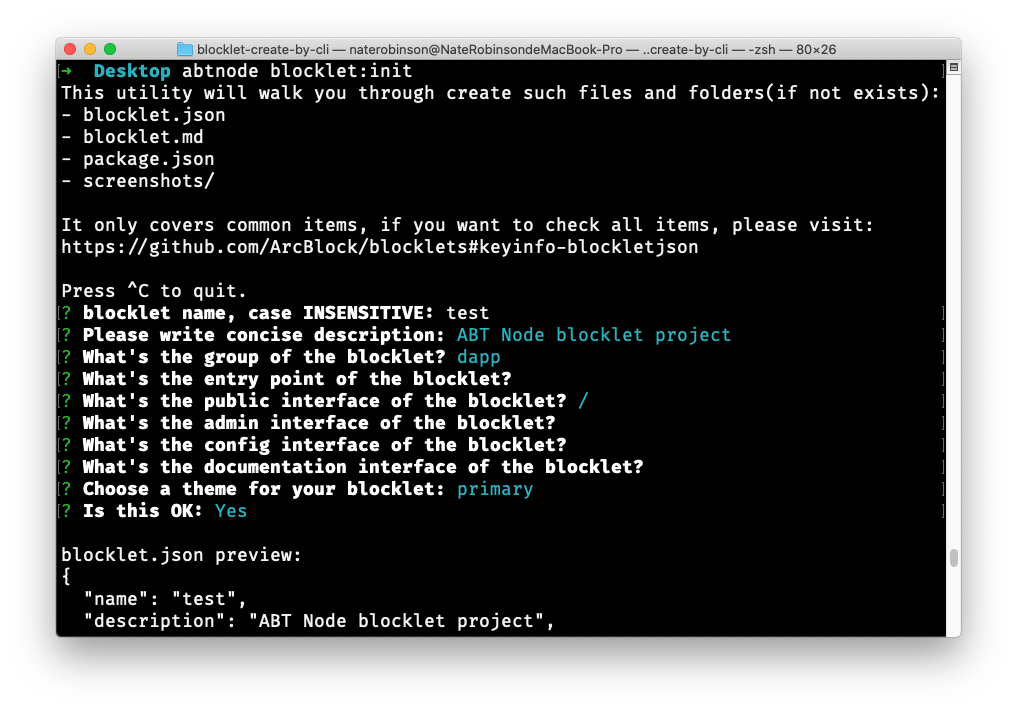 blocklet-create-by-cli — naterobinson@NateRobinsondeMacBook-Pro — ..create-by-cli — -zsh — 80×26
[➜  Desktop abtnode blocklet:init ]
This utility will walk you through create such files and folders(if not exists):
- blocklet.json
- blocklet.md
- package.json
- screenshots/
It only covers common items, if you want to check all items, please visit:
https://github.com/ArcBlock/blocklets#keyinfo-blockletjson
Press ^C to quit.
[? blocklet name, case INSENSITIVE: test ]
[? Please write concise description: ABT Node blocklet project ]
[? What's the group of the blocklet? dapp ]
[? What's the entry point of the blocklet? ]
[? What's the public interface of the blocklet? / ]
[? What's the admin interface of the blocklet? ]
[? What's the config interface of the blocklet? ]
[? What's the documentation interface of the blocklet? ]
[? Choose a theme for your blocklet: primary ]
[? Is this OK: Yes ]
blocklet.json preview:
{
  "name": "test",
  "description": "ABT Node blocklet project",